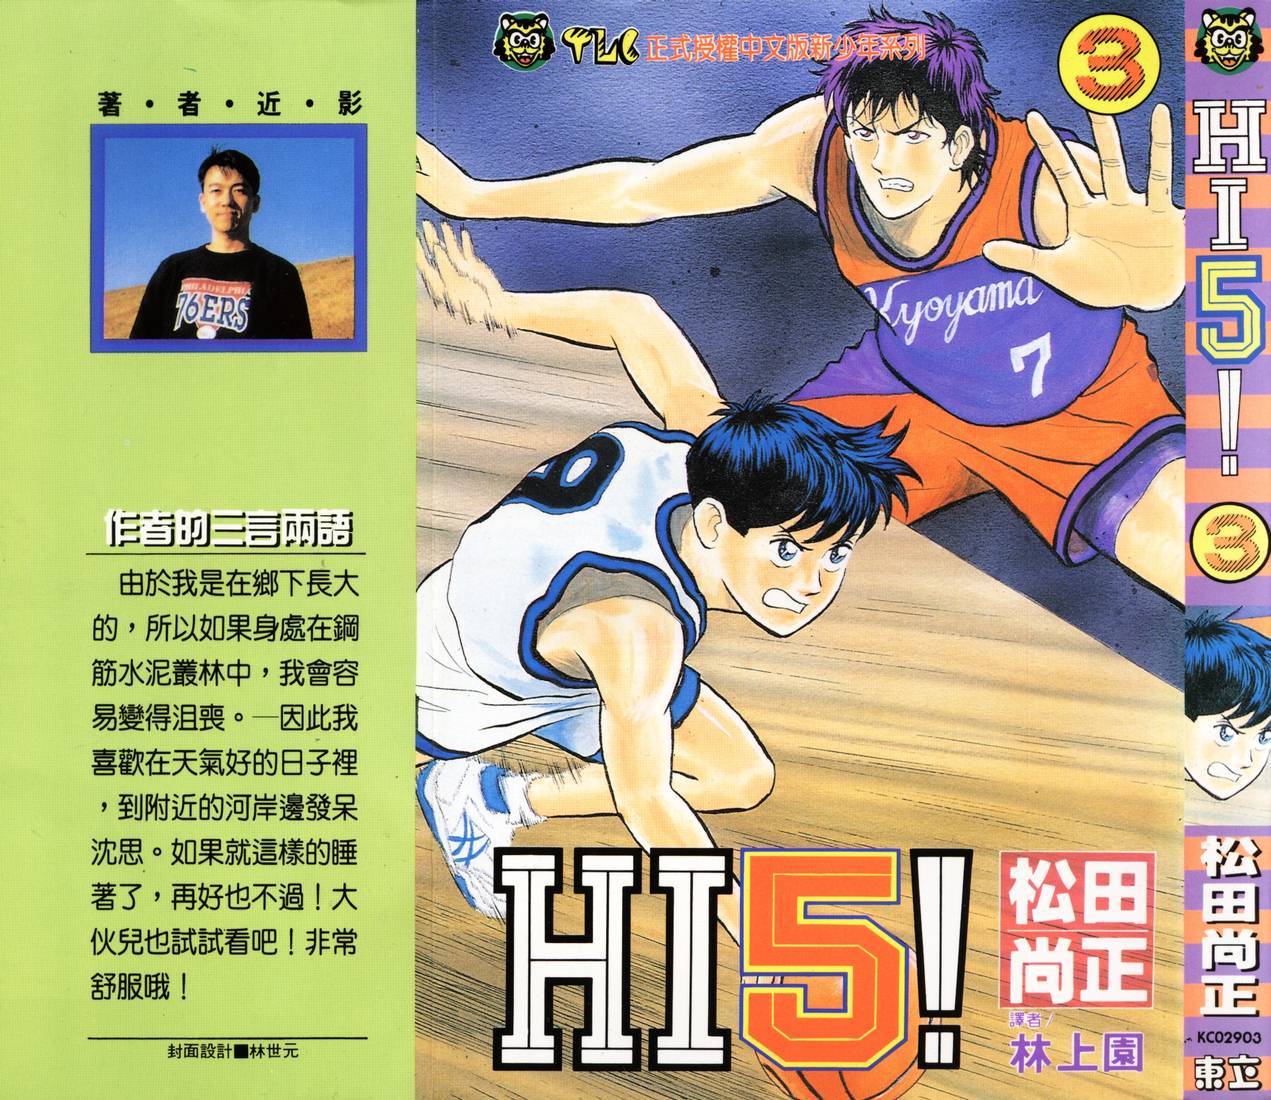 著・者・近・影
PHILADELPHIA
76ERS
作者的三言兩語
由於我是在鄉下長大
的，所以如果身處在鋼
筋水泥叢林中，我會容
易變得沮喪。─因此我
喜歡在天氣好的日子裡
，到附近的河岸邊發呆
沈思。如果就這樣的睡
著了，再好也不過！大
伙兒也試試看吧！非常
舒服哦！
封面設計■林世元
TLC 正式授權中文版新少年系列
3
Kyoyama
7
HI5!
松田
尚正
譯者/
林上園
HI5!
3
松田尚正
KC02903
東立